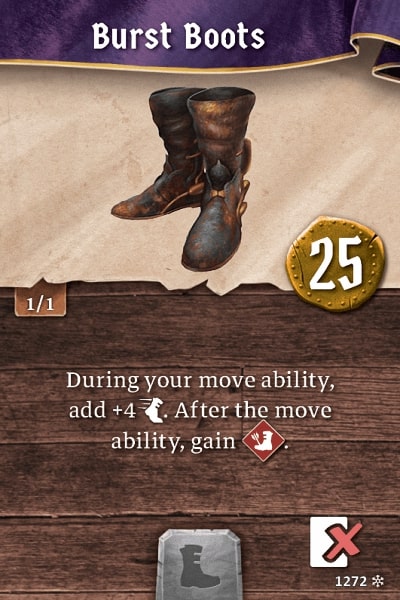 Burst Boots
25
1/1
During your move ability,
add +4 . After the move
ability, gain .
1272